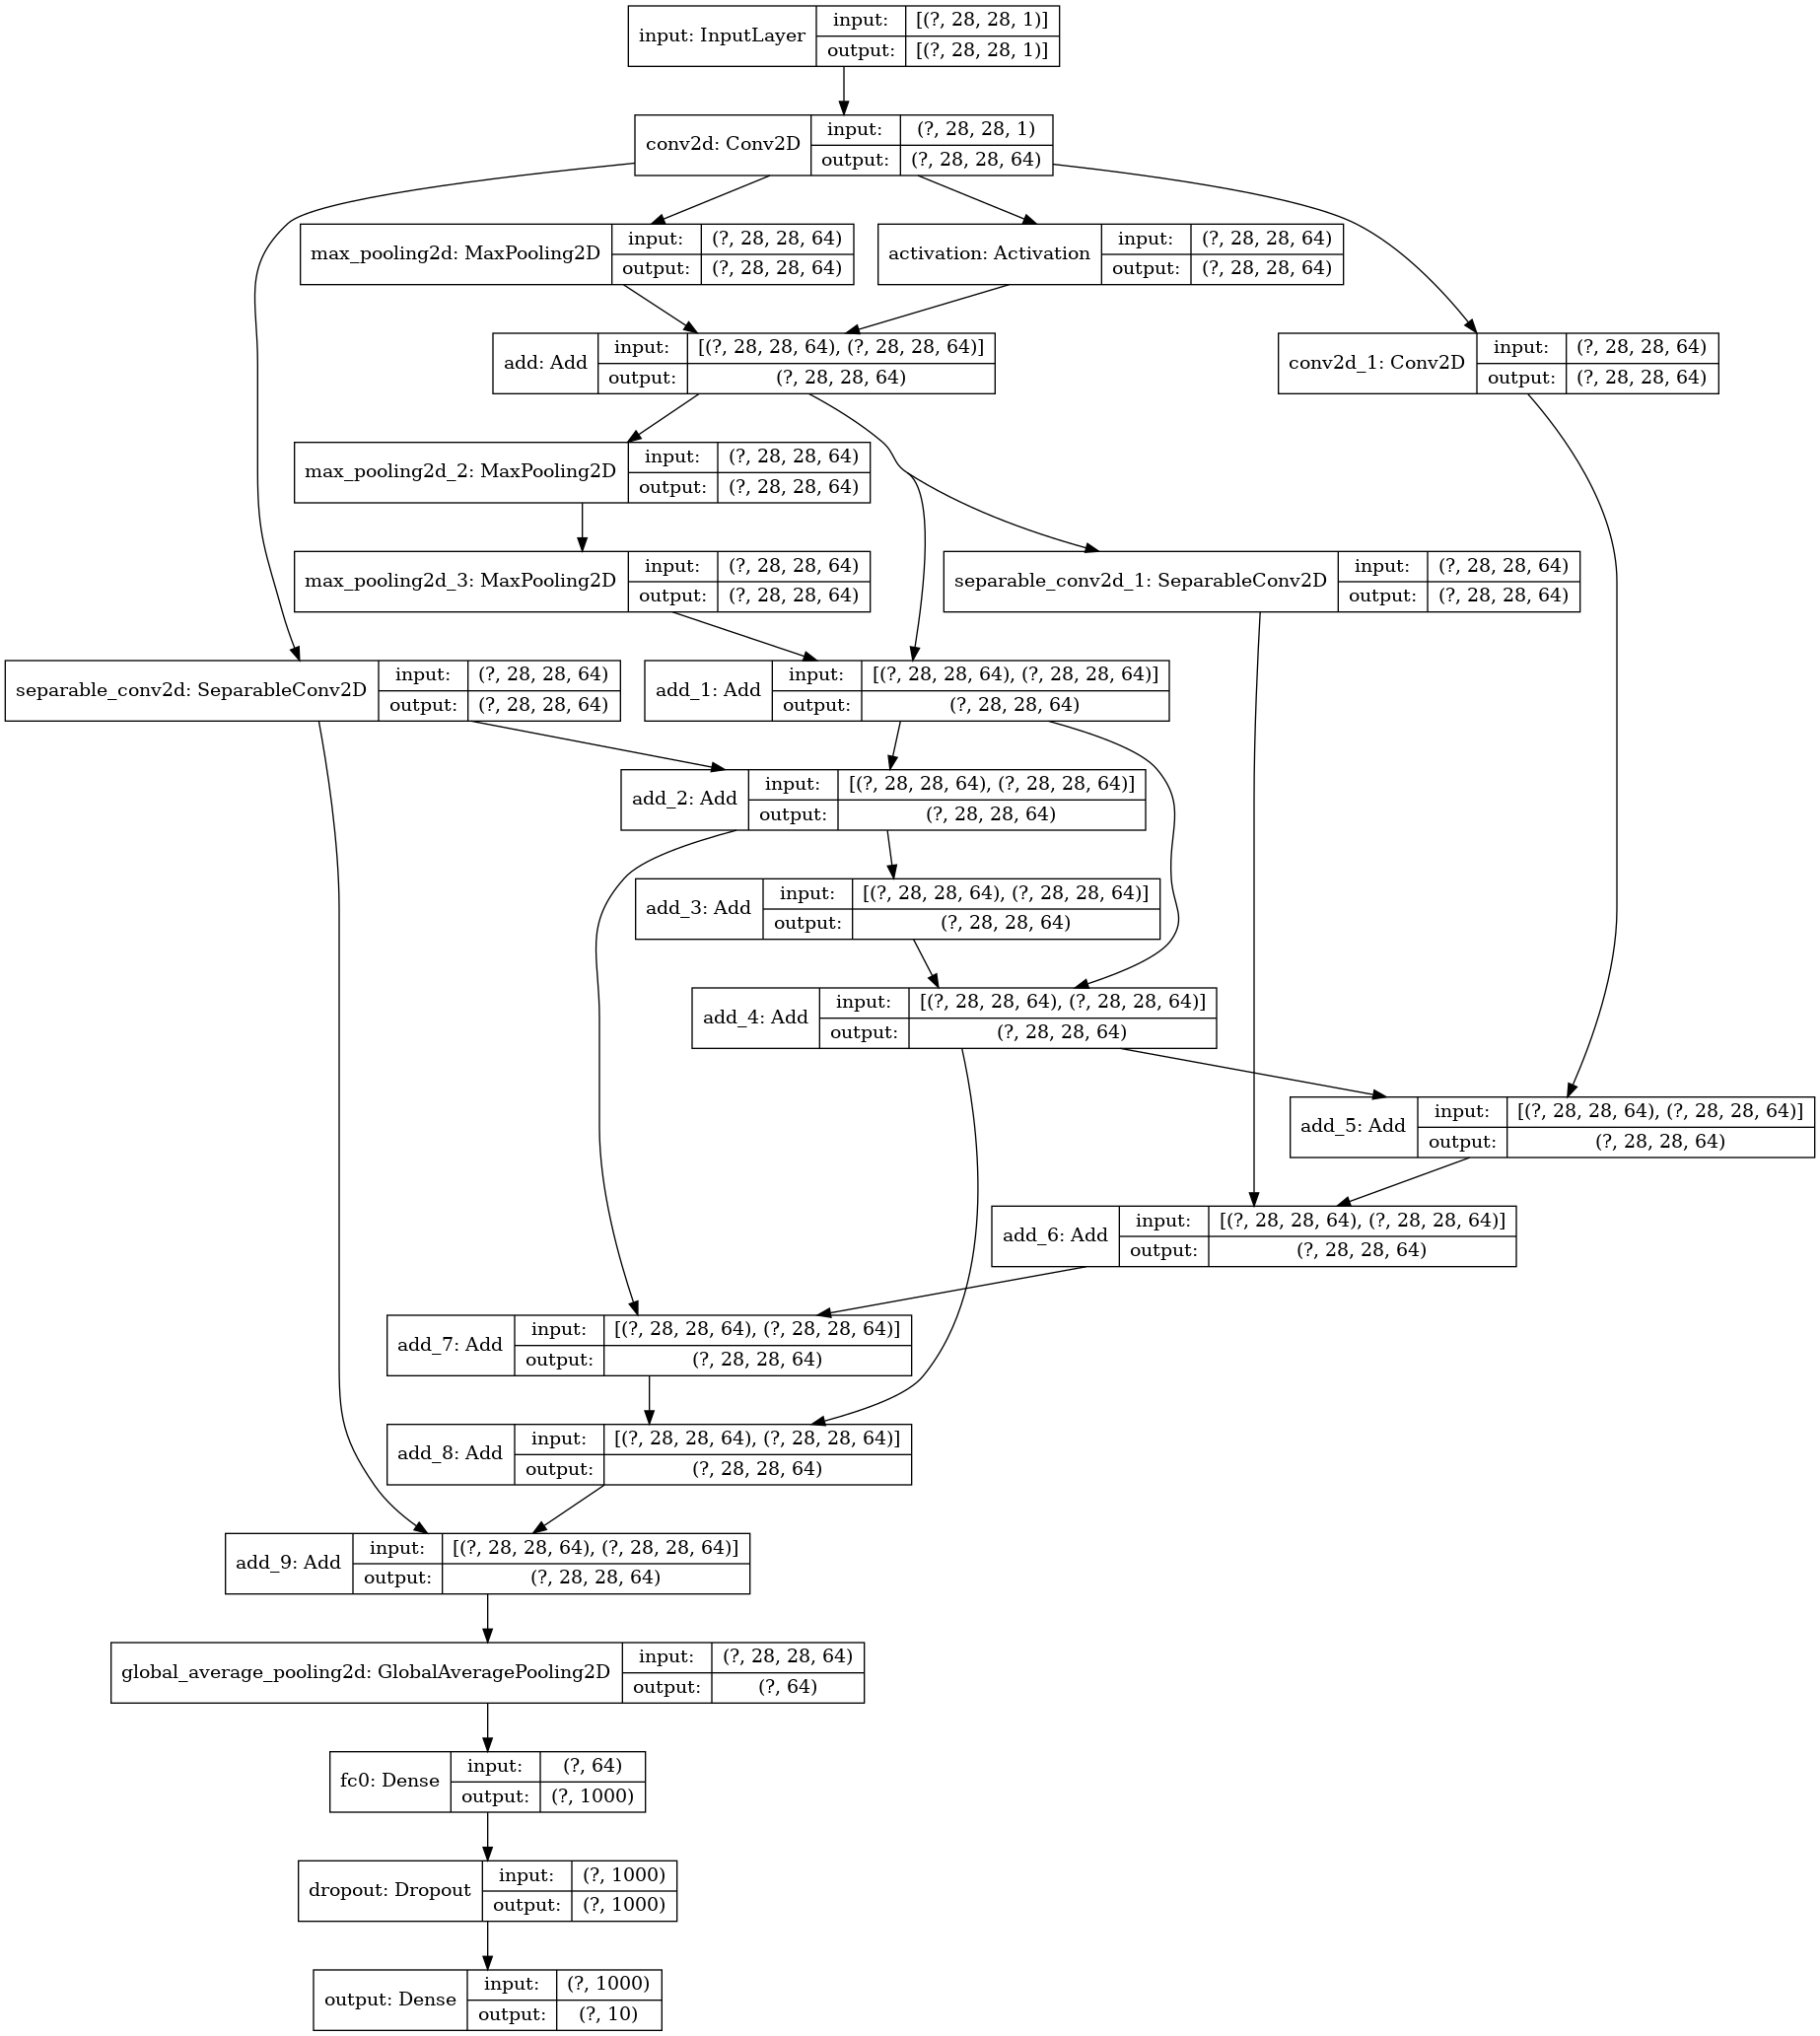 input: InputLayer
input:
[(?, 28, 28, 1)]
output:
[(?, 28, 28, 1)]
conv2d: Conv2D
input:
(?, 28, 28, 1)
output:
(?, 28, 28, 64)
max_pooling2d: MaxPooling2D
input:
(?, 28, 28, 64)
output:
(?, 28, 28, 64)
activation: Activation
input:
(?, 28, 28, 64)
output:
(?, 28, 28, 64)
add: Add
input:
[(?, 28, 28, 64), (?, 28, 28, 64)]
output:
(?, 28, 28, 64)
conv2d_1: Conv2D
input:
(?, 28, 28, 64)
output:
(?, 28, 28, 64)
max_pooling2d_2: MaxPooling2D
input:
(?, 28, 28, 64)
output:
(?, 28, 28, 64)
max_pooling2d_3: MaxPooling2D
input:
(?, 28, 28, 64)
output:
(?, 28, 28, 64)
separable_conv2d_1: SeparableConv2D
input:
(?, 28, 28, 64)
output:
(?, 28, 28, 64)
separable_conv2d: SeparableConv2D
input:
(?, 28, 28, 64)
output:
(?, 28, 28, 64)
add_1: Add
input:
[(?, 28, 28, 64), (?, 28, 28, 64)]
output:
(?, 28, 28, 64)
add_2: Add
input:
[(?, 28, 28, 64), (?, 28, 28, 64)]
output:
(?, 28, 28, 64)
add_3: Add
input:
[(?, 28, 28, 64), (?, 28, 28, 64)]
output:
(?, 28, 28, 64)
add_4: Add
input:
[(?, 28, 28, 64), (?, 28, 28, 64)]
output:
(?, 28, 28, 64)
add_5: Add
input:
[(?, 28, 28, 64), (?, 28, 28, 64)]
output:
(?, 28, 28, 64)
add_6: Add
input:
[(?, 28, 28, 64), (?, 28, 28, 64)]
output:
(?, 28, 28, 64)
add_7: Add
input:
[(?, 28, 28, 64), (?, 28, 28, 64)]
output:
(?, 28, 28, 64)
add_8: Add
input:
[(?, 28, 28, 64), (?, 28, 28, 64)]
output:
(?, 28, 28, 64)
add_9: Add
input:
[(?, 28, 28, 64), (?, 28, 28, 64)]
output:
(?, 28, 28, 64)
global_average_pooling2d: GlobalAveragePooling2D
input:
(?, 28, 28, 64)
output:
(?, 64)
fc0: Dense
input:
(?, 64)
output:
(?, 1000)
dropout: Dropout
input:
(?, 1000)
output:
(?, 1000)
output: Dense
input:
(?, 1000)
output:
(?, 10)